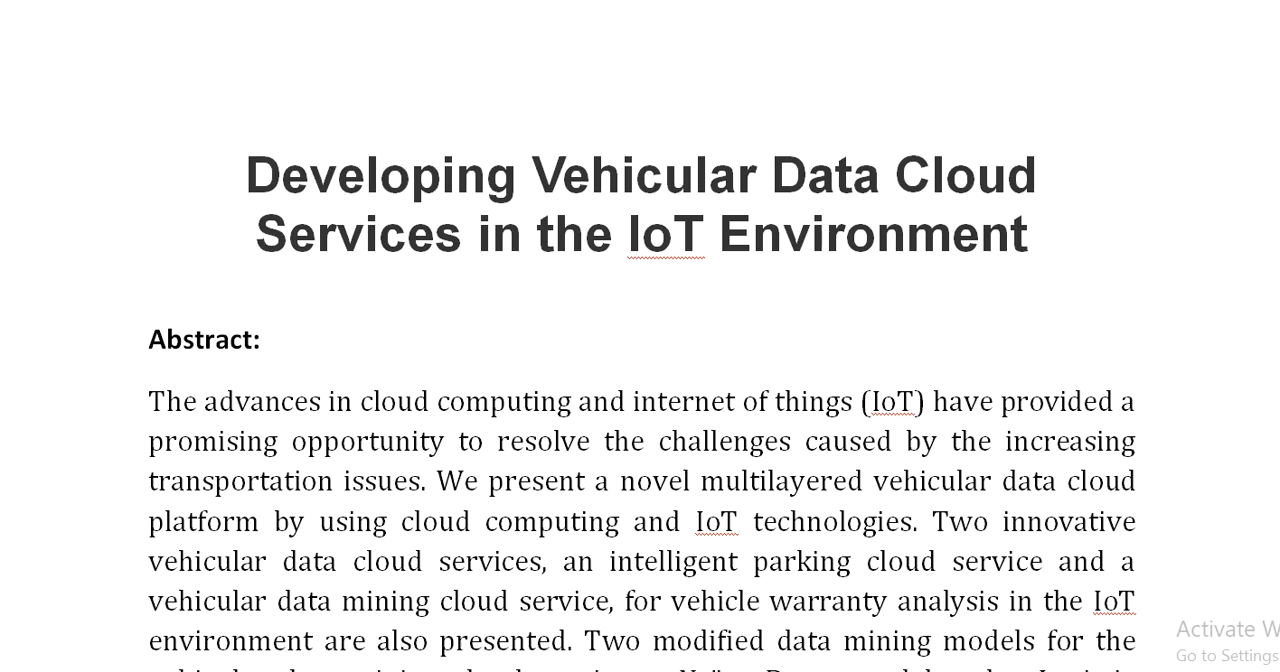 Developing Vehicular Data Cloud
Services in the IoT Environment
Abstract:
The advances in cloud computing and internet of things (IoT) have provided a
promising opportunity to resolve the challenges caused by the increasing
transportation issues. We present a novel multilayered vehicular data cloud
platform by using cloud computing and IoT technologies. Two innovative
vehicular data cloud services, an intelligent parking cloud service and a
vehicular data mining cloud service, for vehicle warranty analysis in the IoT
environment are also presented. Two modified data mining models for the
Activate W
Go to Settings